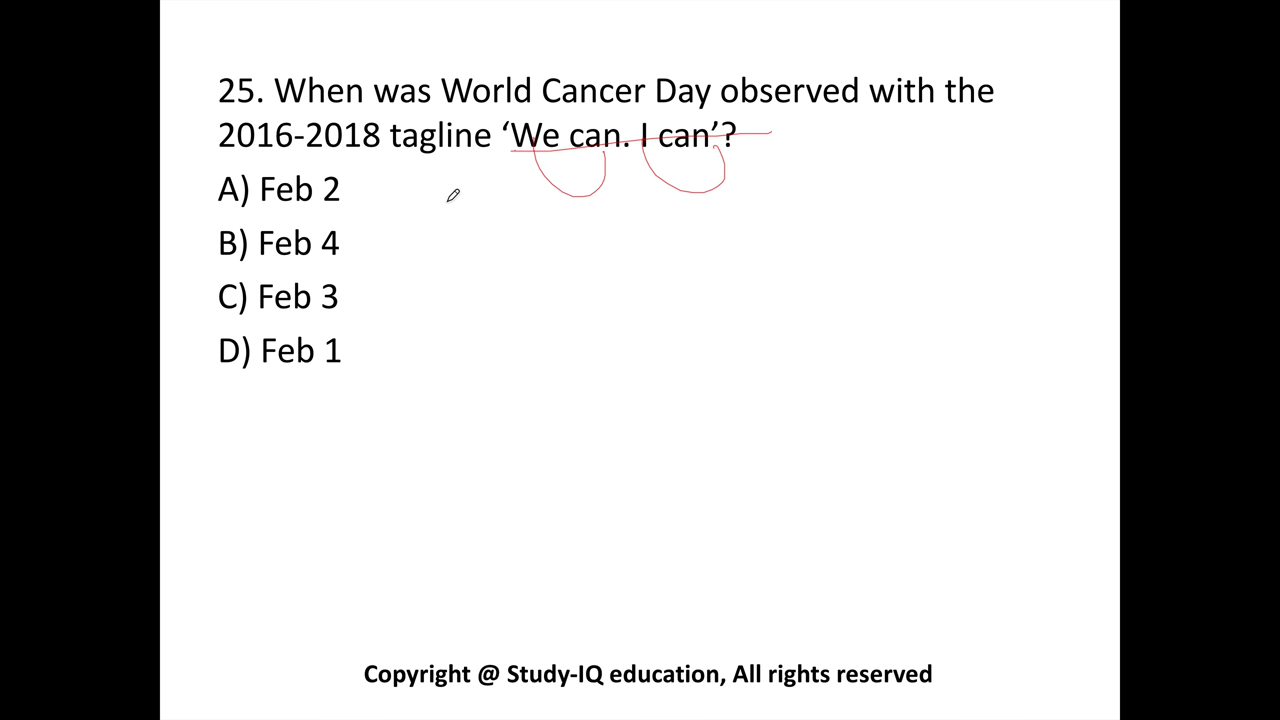 25. When was World Cancer Day observed with the
2016-2018 tagline ‘We can. I can’?
A) Feb 2
B) Feb 4
C) Feb 3
D) Feb 1
Copyright @ Study-IQ education, All rights reserved